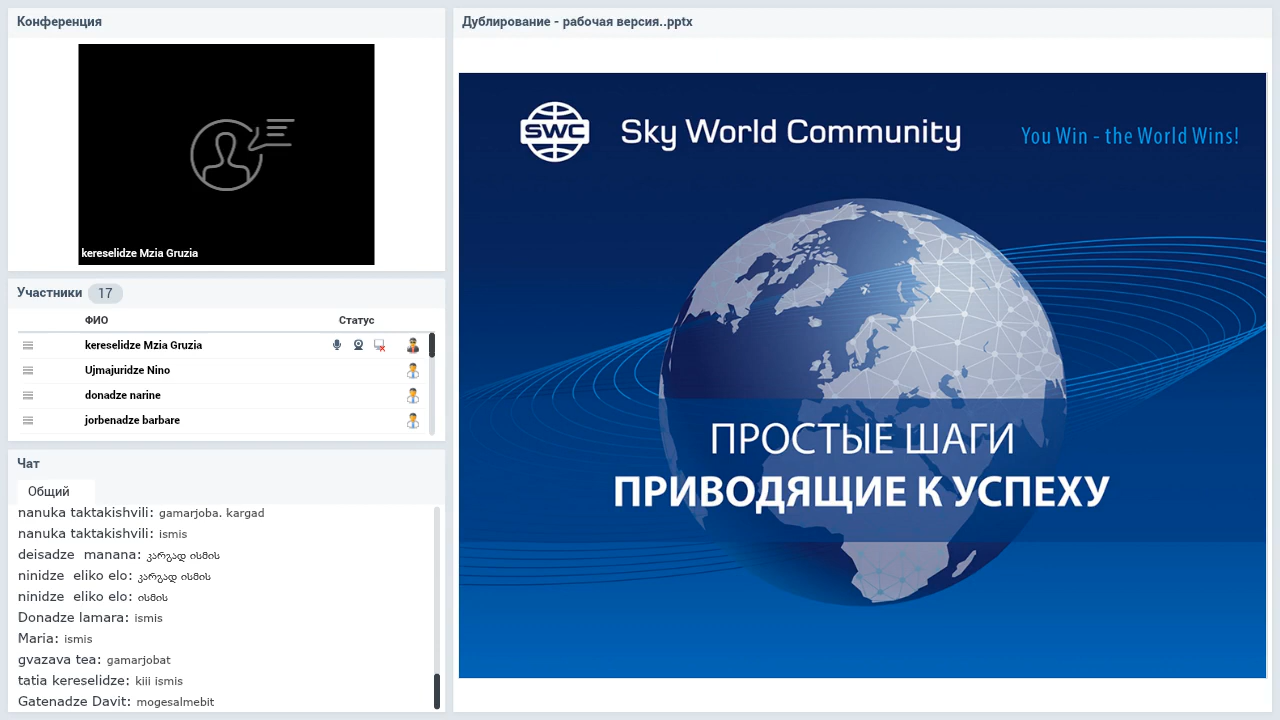 Конференция
kereselidze Mzia Gruzia
Участники 17
ФИО Статус
kereselidze Mzia Gruzia
Ujmajuridze Nino
donadze narine
jorbenadze barbare
Чат
Общий
nanuka taktakishvili: gamarjoba. kargad
nanuka taktakishvili: ismis
deisadze manana: კარგად ისმის
ninidze eliko elo: კარგად ისმის
ninidze eliko elo: ისმის
Donadze lamara: ismis
Maria: ismis
gvazava tea: gamarjobat
tatia kereselidze: kiii ismis
Gatenadze Davit: mogesalmebit
Дублирование - рабочая версия..pptx
SWC Sky World Community
You Win - the World Wins!
ПРОСТЫЕ ШАГИ
ПРИВОДЯЩИЕ К УСПЕХУ